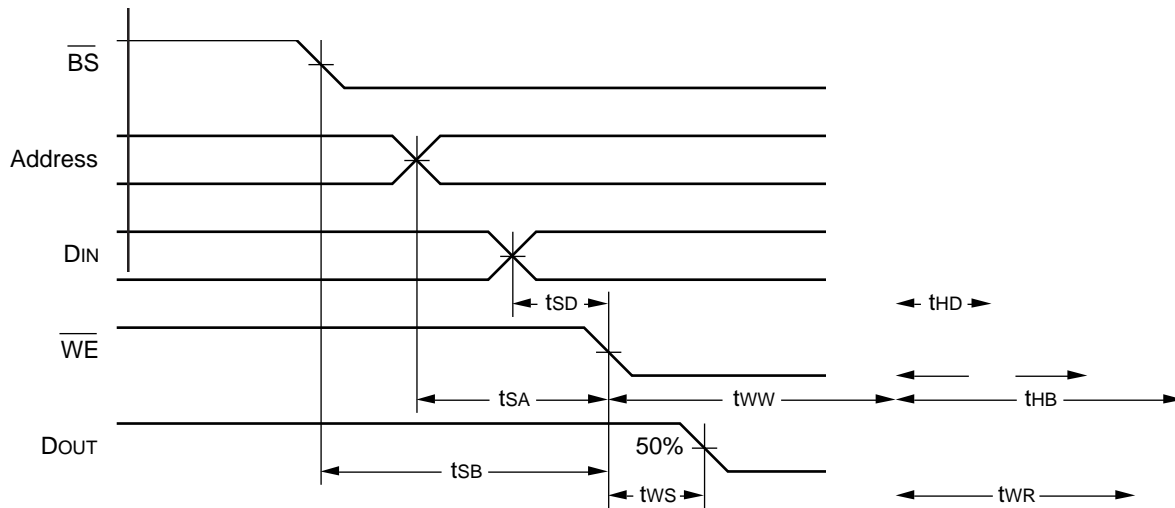 BS
Address
DIN
tSD
tHD
WE
tSA
tWW
tHB
DOUT
50%
tSB
tWS
tWR